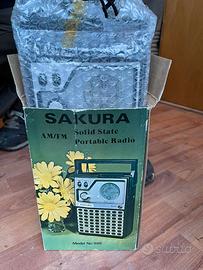 SAKURA
AM/FM Solid State
Portable Radio
subito